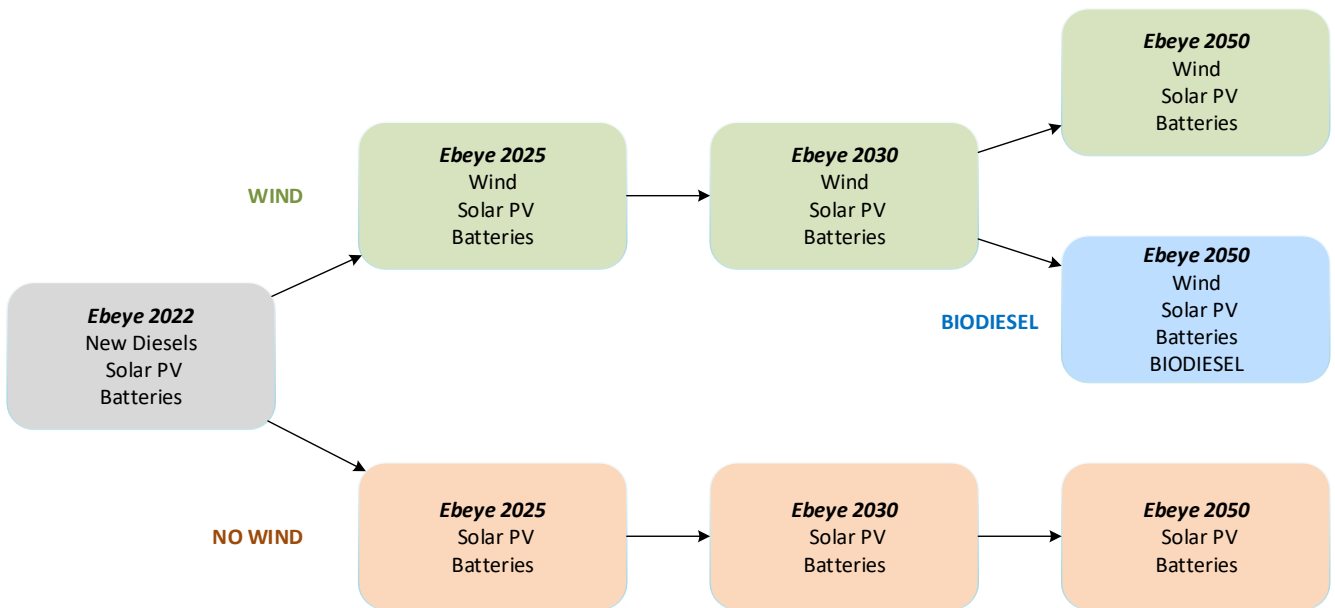 Ebeye 2022
New Diesels
Solar PV
Batteries
WIND
Ebeye 2025
Wind
Solar PV
Batteries
Ebeye 2030
Wind
Solar PV
Batteries
Ebeye 2050
Wind
Solar PV
Batteries
BIODIESEL
Ebeye 2050
Wind
Solar PV
Batteries
BIODIESEL
NO WIND
Ebeye 2025
Solar PV
Batteries
Ebeye 2030
Solar PV
Batteries
Ebeye 2050
Solar PV
Batteries